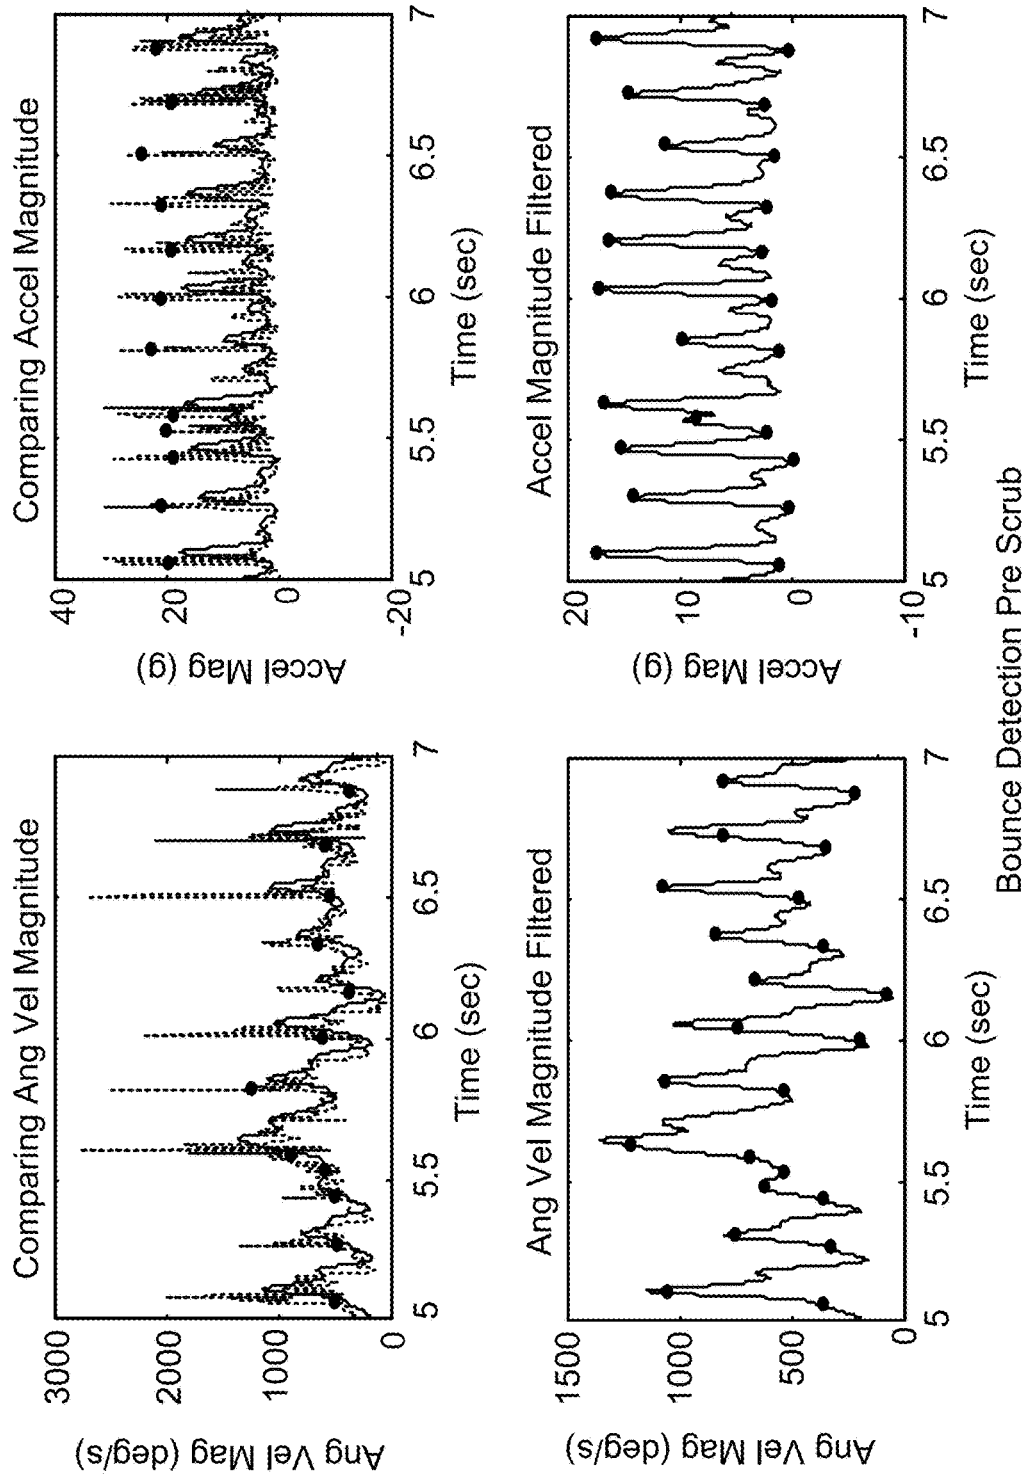 Comparing Ang Vel Magnitude
Ang Vel Mag (deg/s)
3000
2000
1000
0
5
5.5
6
6.5
7
Time (sec)
Comparing Accel Magnitude
Accel Mag (g)
40
20
0
-20
5
5.5
6
6.5
7
Time (sec)
Ang Vel Magnitude Filtered
Ang Vel Mag (deg/s)
1500
1000
500
0
5
5.5
6
6.5
7
Time (sec)
Accel Magnitude Filtered
Accel Mag (g)
20
10
0
-10
5
5.5
6
6.5
7
Time (sec)
Bounce Detection Pre Scrub